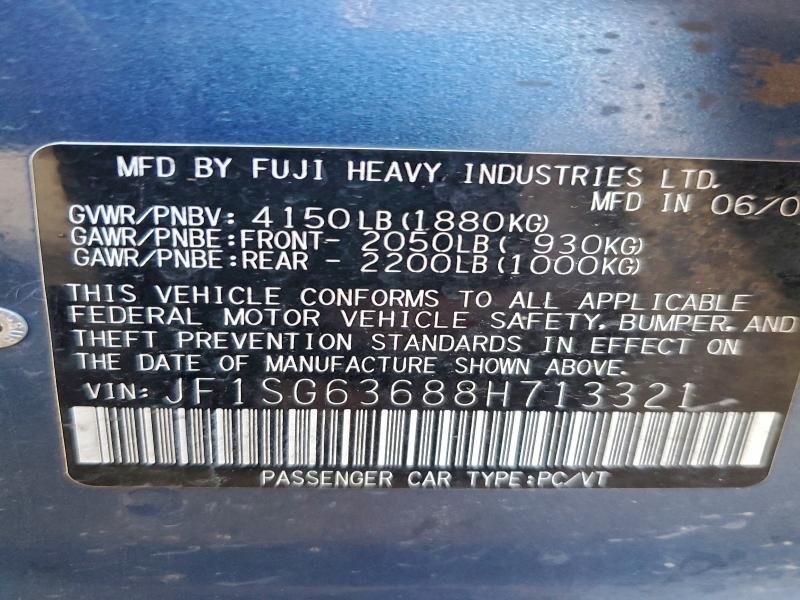 MFD BY FUJI HEAVY INDUSTRIES LTD.
MFD IN 06/0
GVWR/PNBV: 4150LB(1880KG)
GAWR/PNBE:FRONT- 2050LB( 930KG)
GAWR/PNBE:REAR - 2200LB(1000KG)
THIS VEHICLE CONFORMS TO ALL APPLICABLE
FEDERAL MOTOR VEHICLE SAFETY, BUMPER, AND
THEFT PREVENTION STANDARDS IN EFFECT ON
THE DATE OF MANUFACTURE SHOWN ABOVE.
VIN: JF1SG63688H713321
PASSENGER CAR TYPE:PC/VT